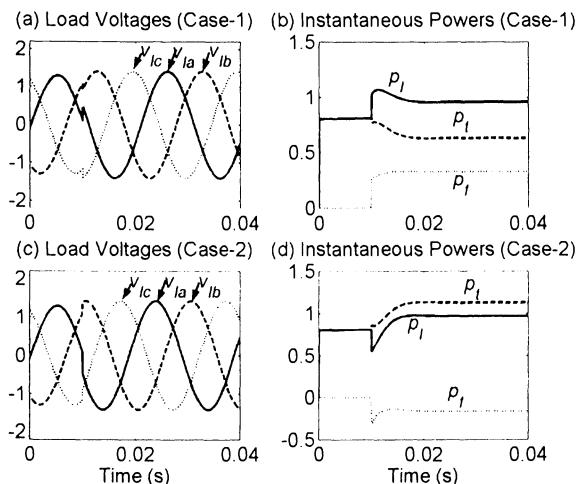 (a) Load Voltages (Case-1)
2
1
0
-1
-2
0
0.02
0.04
v_lc
v_la
v_lb
(b) Instantaneous Powers (Case-1)
1.5
1
0.5
0
0
0.02
0.04
p_l
p_t
p_f
(c) Load Voltages (Case-2)
2
1
0
-1
-2
0
0.02
0.04
v_lc
v_la
v_lb
Time (s)
(d) Instantaneous Powers (Case-2)
1.5
1
0.5
0
-0.5
0
0.02
0.04
p_t
p_l
p_f
Time (s)